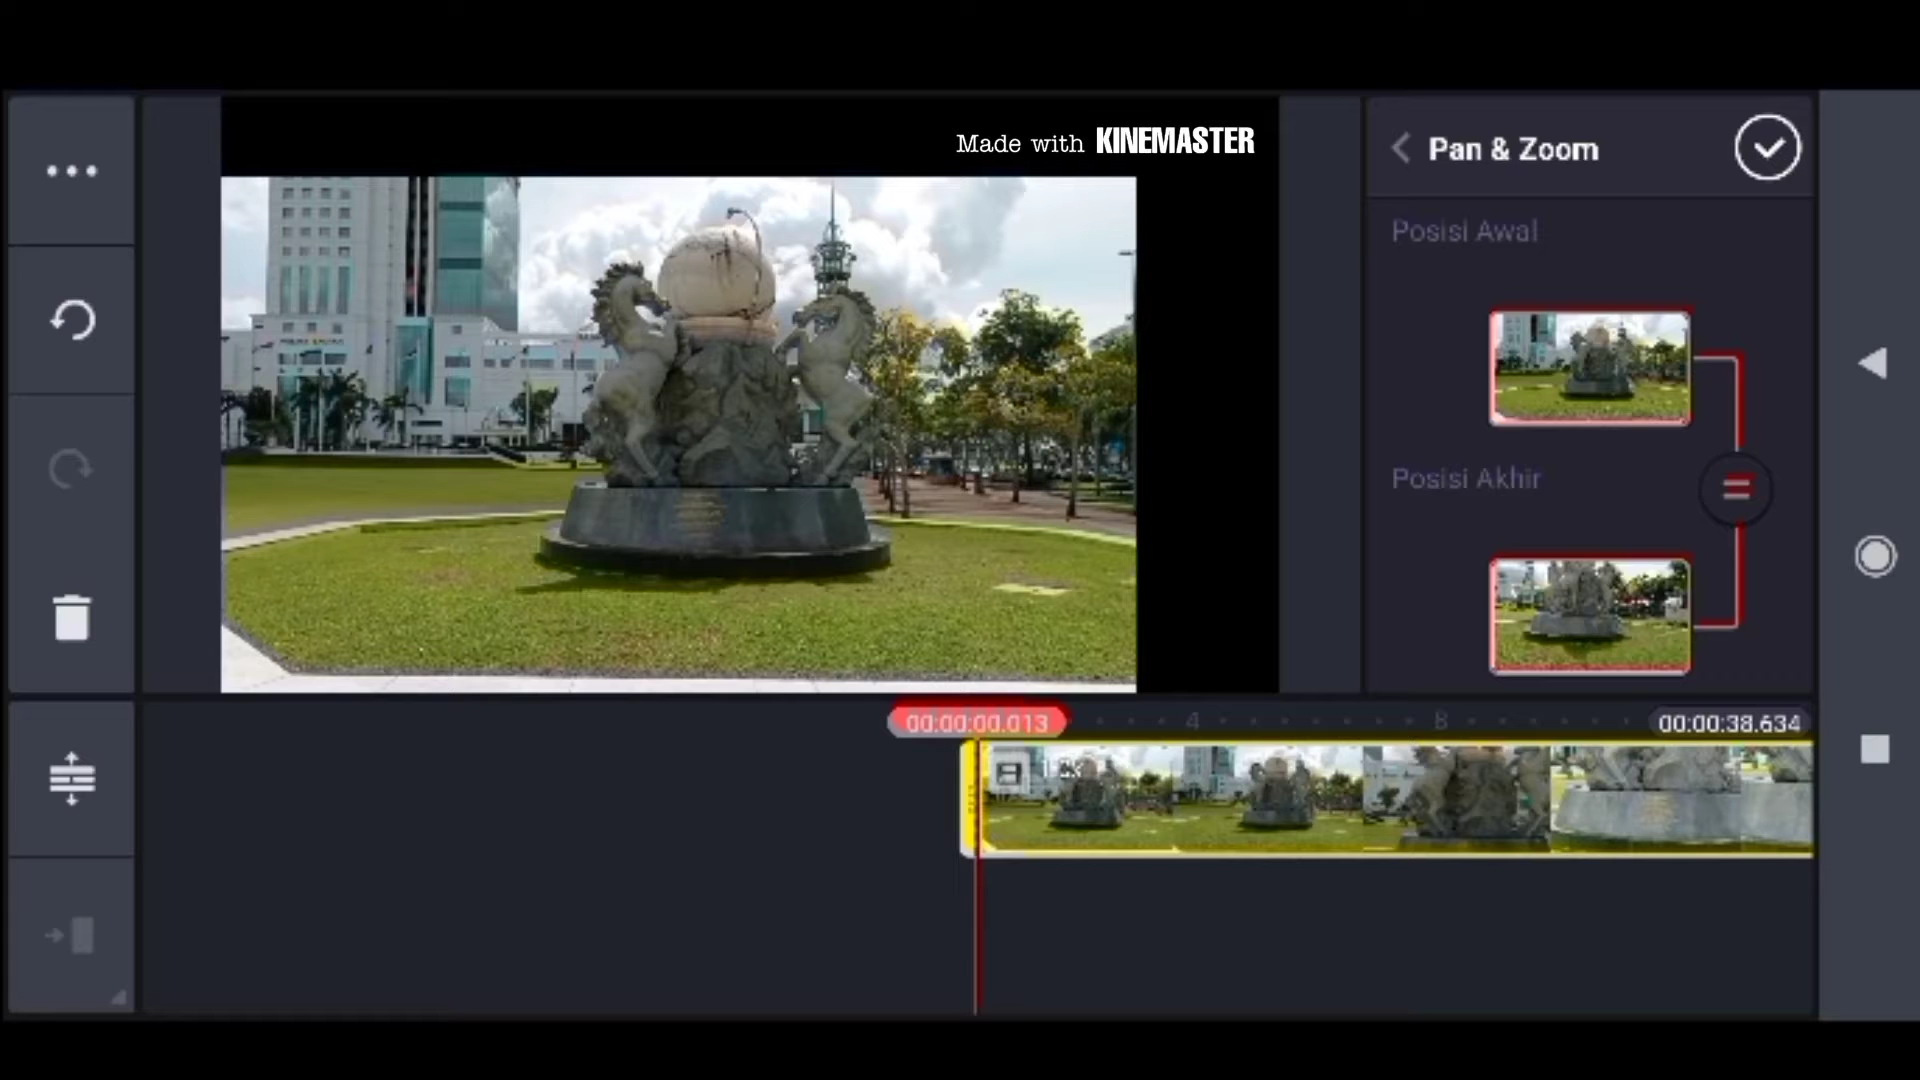 Made with KINEMASTER
Pan & Zoom
Posisi Awal
Posisi Akhir
00:00:00.013
4
8
00:00:38.634